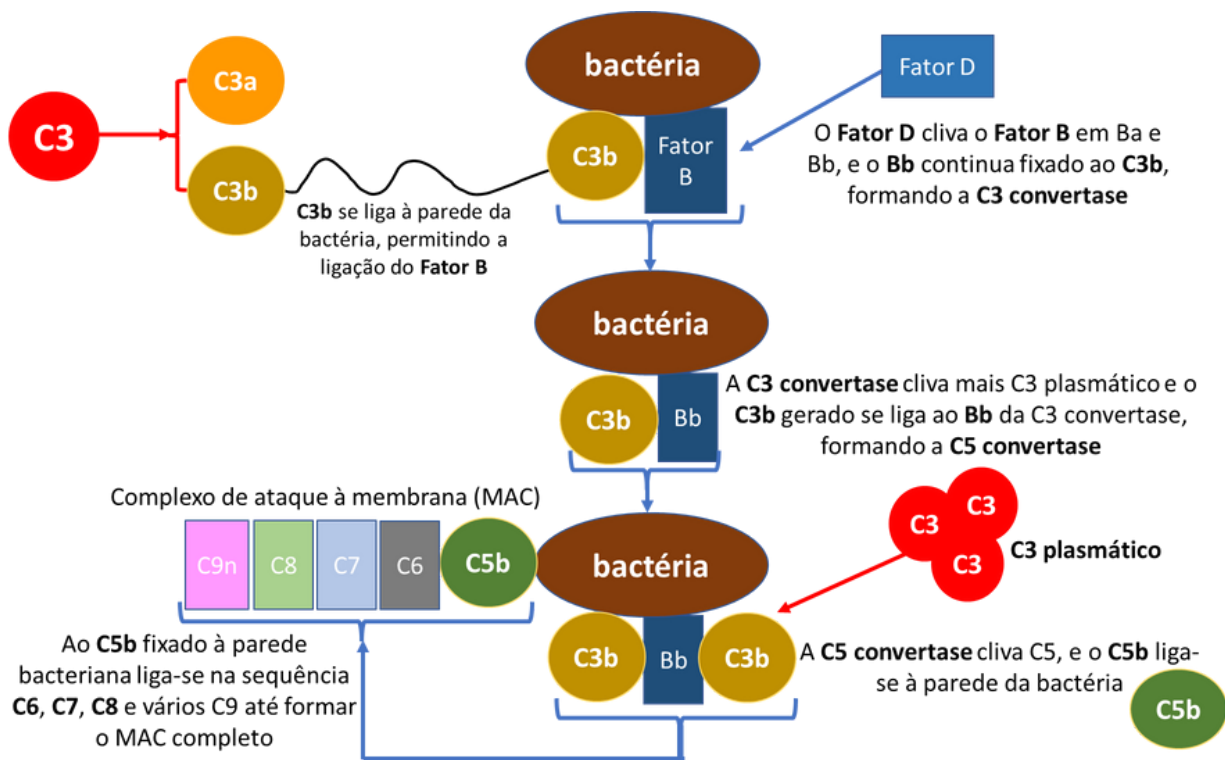 C3
C3a
C3b
C3b se liga à parede da
bactéria, permitindo a
ligação do Fator B
bactéria
C3b
Fator
B
Fator D
O Fator D cliva o Fator B em Ba e
Bb, e o Bb continua fixado ao C3b,
formando a C3 convertase
bactéria
C3b
Bb
A C3 convertase cliva mais C3 plasmático e o
C3b gerado se liga ao Bb da C3 convertase,
formando a C5 convertase
Complexo de ataque à membrana (MAC)
C9n
C8
C7
C6
C5b
bactéria
C3b
Bb
C3b
C3
C3
C3
C3 plasmático
Ao C5b fixado à parede
bacteriana liga-se na sequência
C6, C7, C8 e vários C9 até formar
o MAC completo
A C5 convertase cliva C5, e o C5b liga-
se à parede da bactéria
C5b